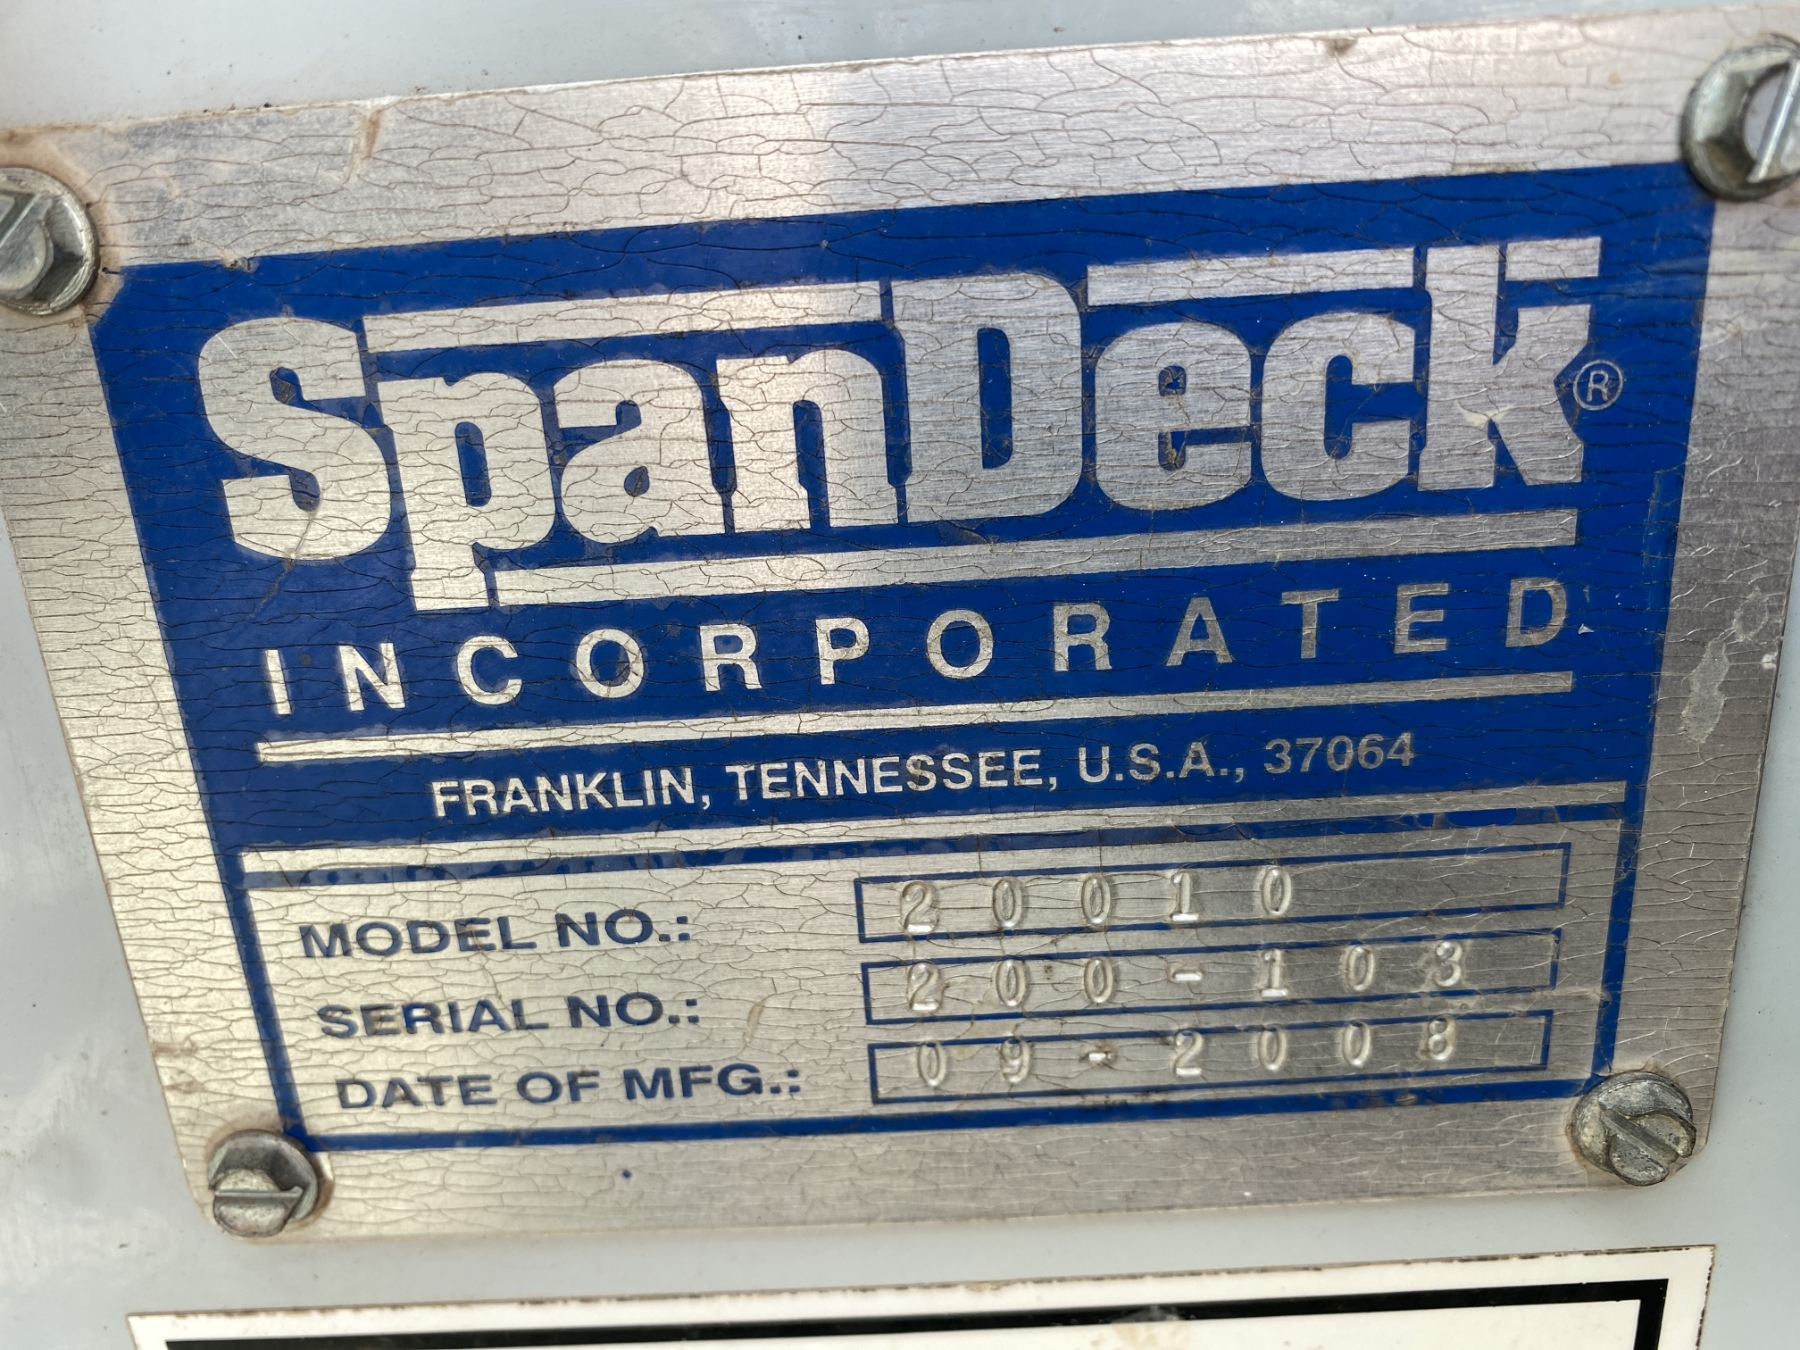 SpanDeck®
INCORPORATED
FRANKLIN, TENNESSEE, U.S.A., 37064
MODEL NO.: 20010
SERIAL NO.: 200-103
DATE OF MFG.: 09-2008